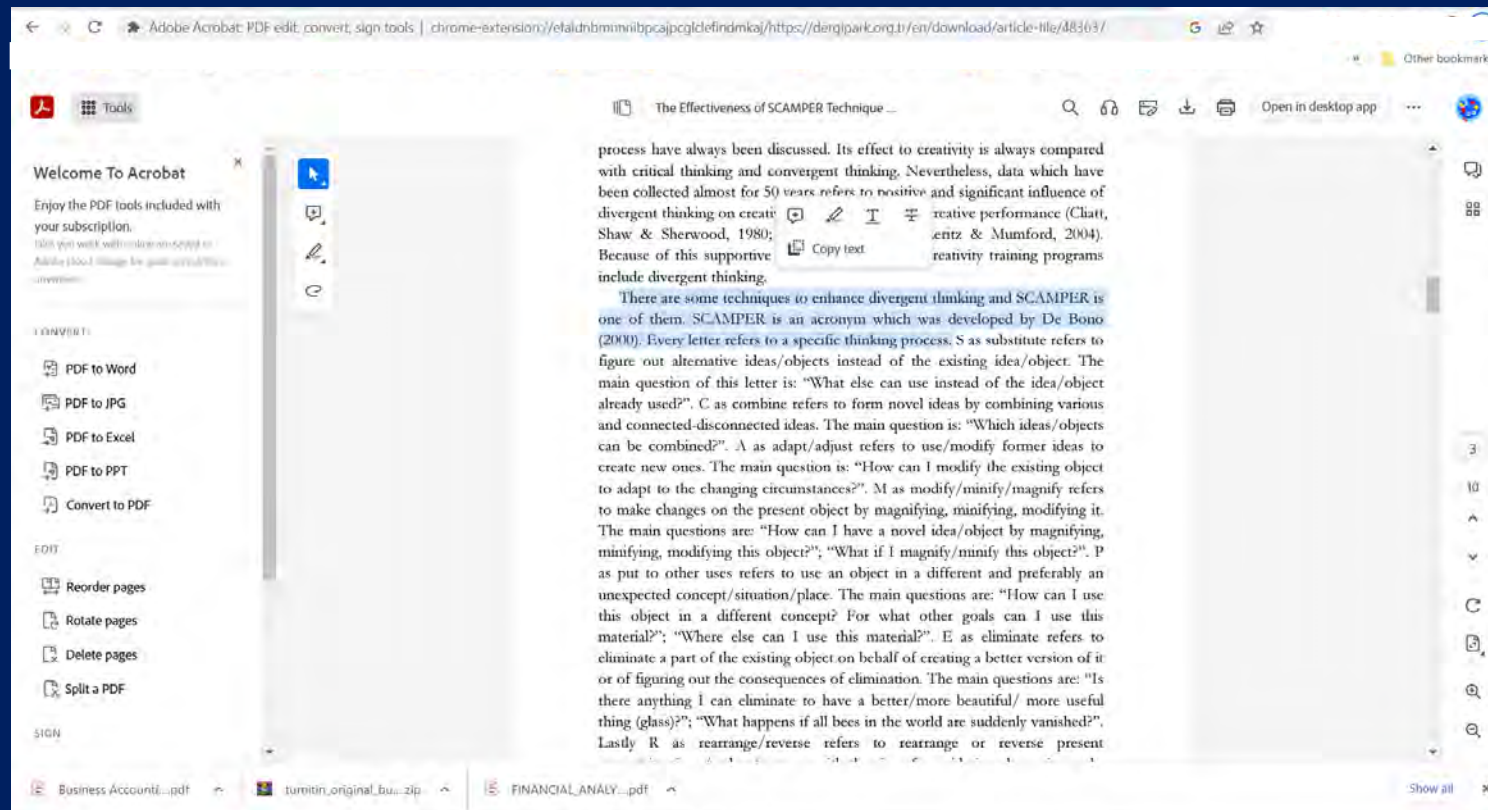 Adobe Acrobat: PDF edit, convert, sign tools | chrome-extension://efaidnbmnnnibpcajpcglclefindmkaj/https://dergipark.org.tr/en/download/article-file/483637
Other bookmark
Tools
The Effectiveness of SCAMPER Technique ...
Open in desktop app
Welcome To Acrobat
Enjoy the PDF tools included with
your subscription.
CONVERT
PDF to Word
PDF to JPG
PDF to Excel
PDF to PPT
Convert to PDF
EDIT
Reorder pages
Rotate pages
Delete pages
Split a PDF
SIGN
process have always been discussed. Its effect to creativity is always compared
with critical thinking and convergent thinking. Nevertheless, data which have
been collected almost for 50 years refers to positive and significant influence of
divergent thinking on creati reative performance (Cliatt,
Shaw & Sherwood, 1980; eritz & Mumford, 2004).
Copy text
Because of this supportive reativity training programs
include divergent thinking.
There are some techniques to enhance divergent thinking and SCAMPER is
one of them. SCAMPER is an acronym which was developed by De Bono
(2000). Every letter refers to a specific thinking process. S as substitute refers to
figure out alternative ideas/objects instead of the existing idea/object. The
main question of this letter is: “What else can use instead of the idea/object
already used?”. C as combine refers to form novel ideas by combining various
and connected-disconnected ideas. The main question is: “Which ideas/objects
can be combined?”. A as adapt/adjust refers to use/modify former ideas to
create new ones. The main question is: “How can I modify the existing object
to adapt to the changing circumstances?”. M as modify/minify/magnify refers
to make changes on the present object by magnifying, minifying, modifying it.
The main questions are: “How can I have a novel idea/object by magnifying,
minifying, modifying this object?”; “What if I magnify/minify this object?”. P
as put to other uses refers to use an object in a different and preferably an
unexpected concept/situation/place. The main questions are: “How can I use
this object in a different concept? For what other goals can I use this
material?”; “Where else can I use this material?”. E as eliminate refers to
eliminate a part of the existing object on behalf of creating a better version of it
or of figuring out the consequences of elimination. The main questions are: “Is
there anything I can eliminate to have a better/more beautiful/ more useful
thing (glass)?”; “What happens if all bees in the world are suddenly vanished?”.
Lastly R as rearrange/reverse refers to rearrange or reverse present
3
10
Business Accounti....pdf
turnitin_original_bu....zip
FINANCIAL_ANALY....pdf
Show all